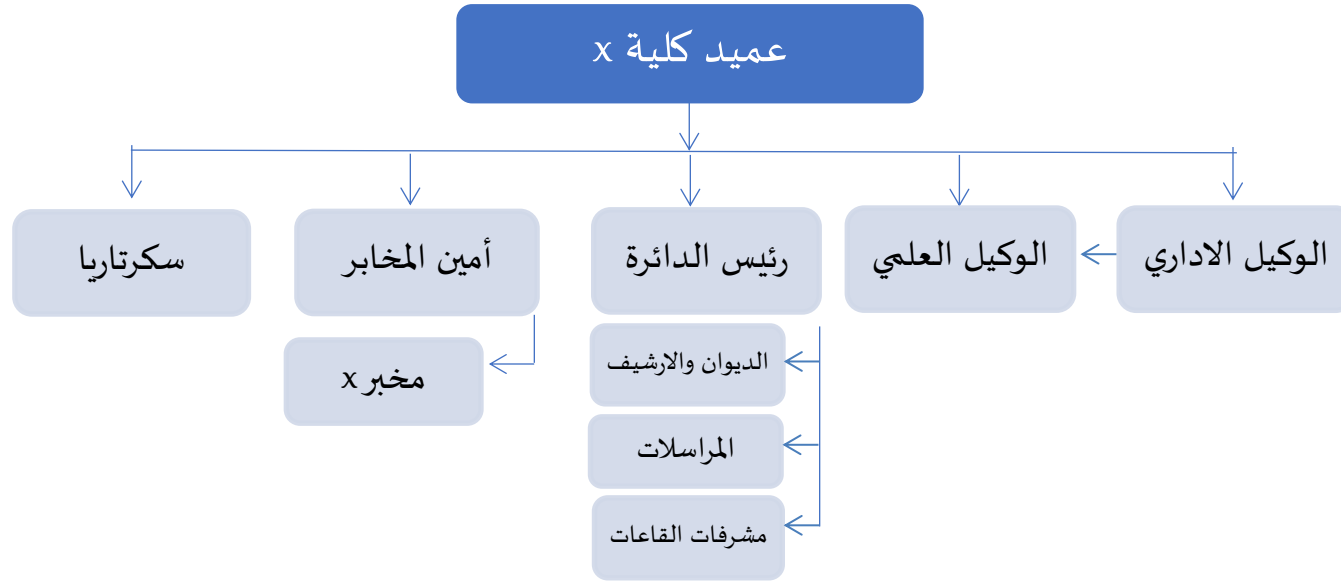 عميد كلية x
الوكيل الاداري
الوكيل العلمي
رئيس الدائرة
أمين المخابر
سكرتاريا
الديوان والارشيف
مخبر x
المراسلات
مشرفات القاعات